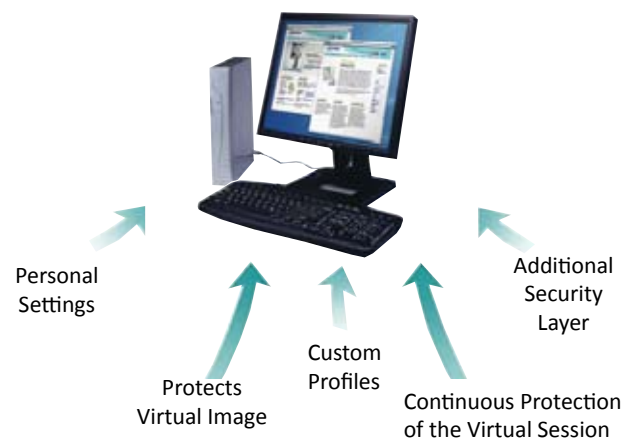 Personal
Settings
Protects
Virtual Image
Custom
Profiles
Continuous Protection
of the Virtual Session
Additional
Security
Layer